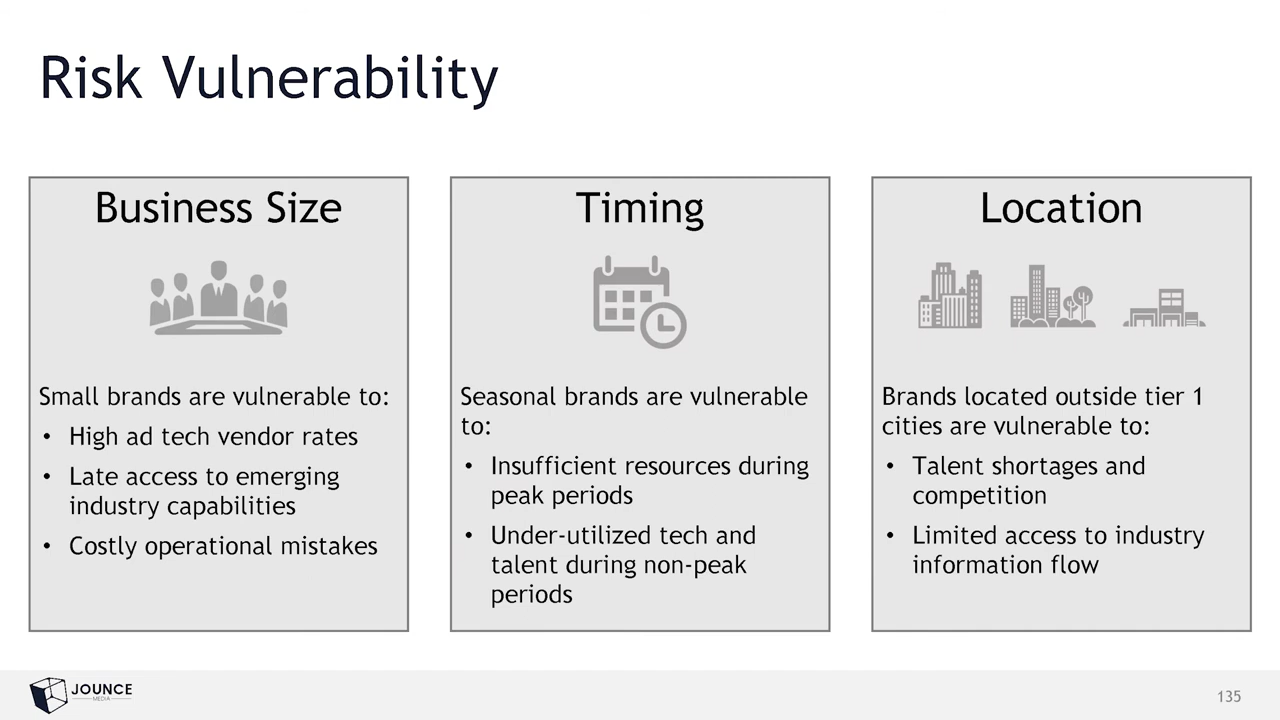 Risk Vulnerability
Business Size
Small brands are vulnerable to:
• High ad tech vendor rates
• Late access to emerging
industry capabilities
• Costly operational mistakes
Timing
Seasonal brands are vulnerable
to:
• Insufficient resources during
peak periods
• Under-utilized tech and
talent during non-peak
periods
Location
Brands located outside tier 1
cities are vulnerable to:
• Talent shortages and
competition
• Limited access to industry
information flow
JOUNCE
MEDIA
135